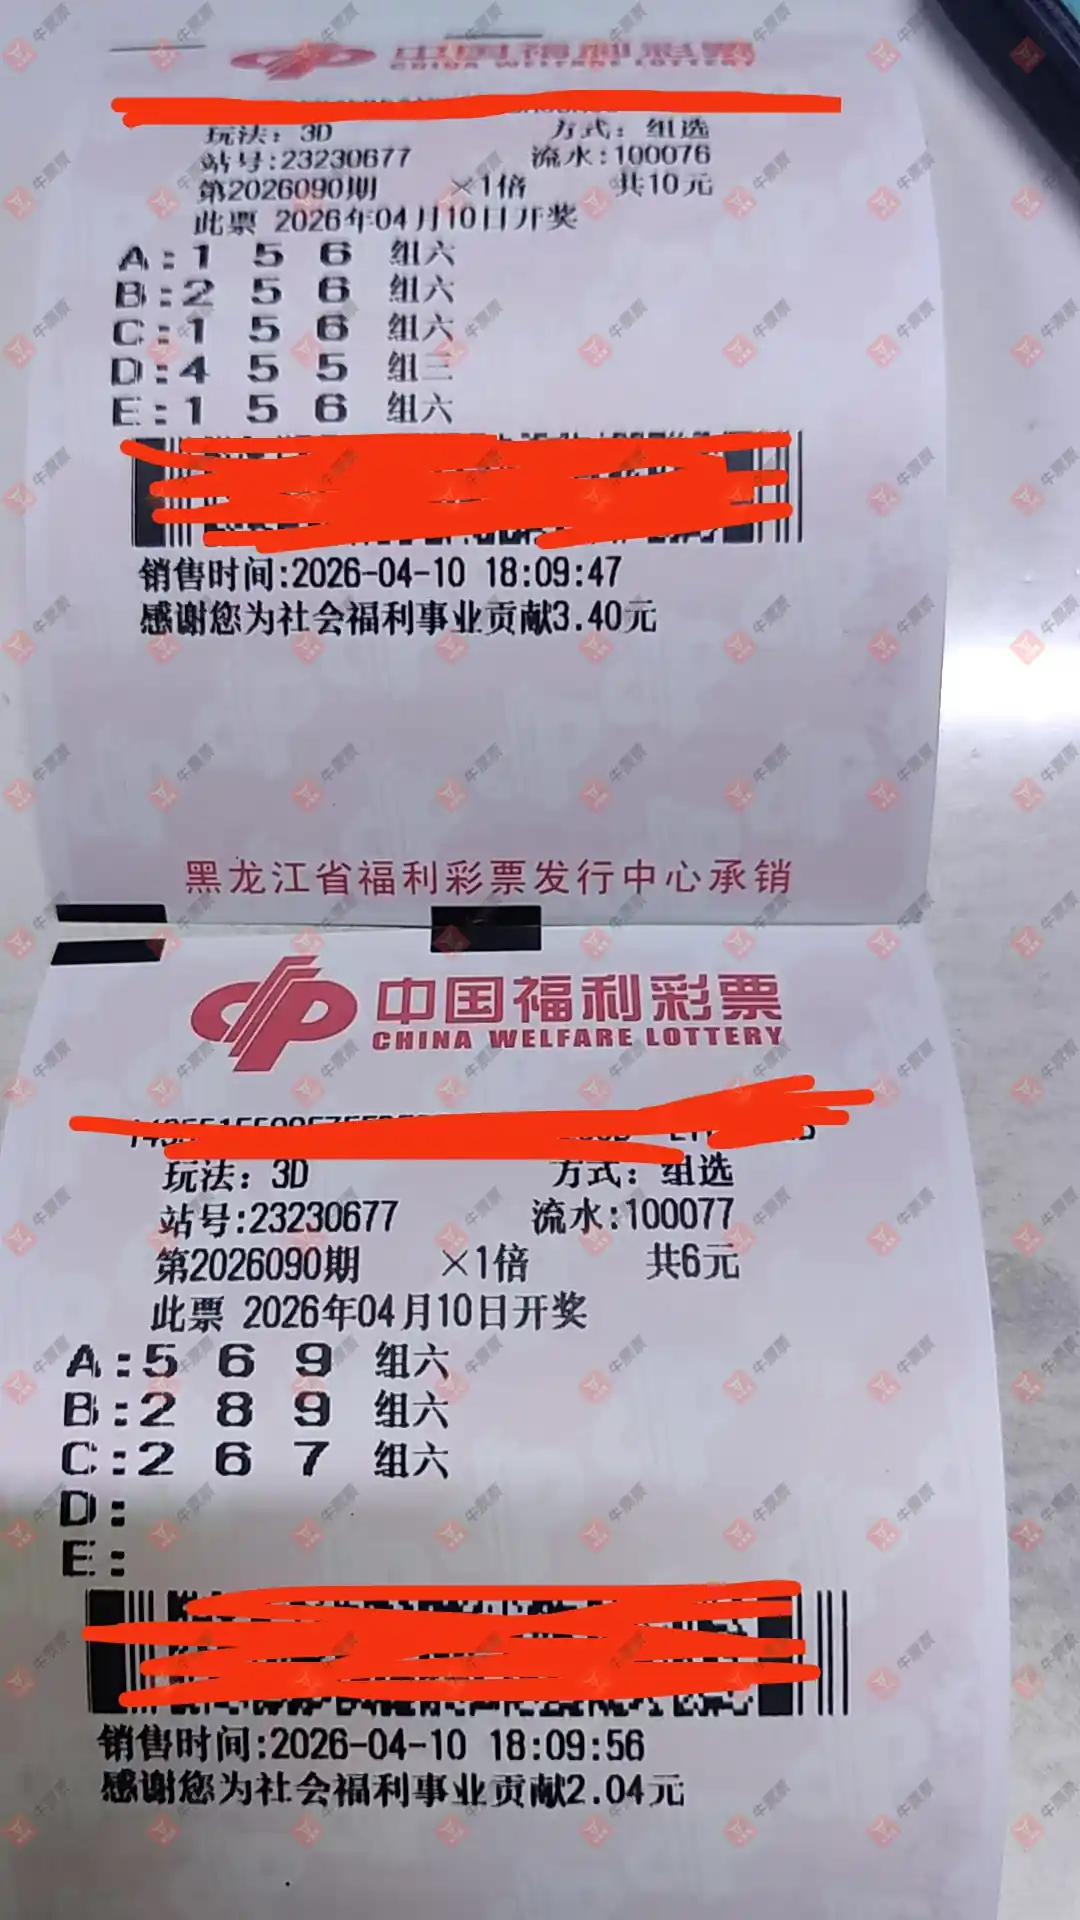 中国福利彩票
CHINA WELFARE LOTTERY
玩法：3D 方式：组选
站号:23230677 流水:100076
第2026090期 ×1倍 共10元
此票 2026年04月10日开奖
A:1 5 6 组六
B:2 5 6 组六
C:1 5 6 组六
D:4 5 5 组三
E:1 5 6 组六
销售时间:2026-04-10 18:09:47
感谢您为社会福利事业贡献3.40元
黑龙江省福利彩票发行中心承销
中国福利彩票
CHINA WELFARE LOTTERY
玩法：3D 方式：组选
站号:23230677 流水:100077
第2026090期 ×1倍 共6元
此票 2026年04月10日开奖
A:5 6 9 组六
B:2 8 9 组六
C:2 6 7 组六
D:
E:
销售时间:2026-04-10 18:09:56
感谢您为社会福利事业贡献2.04元